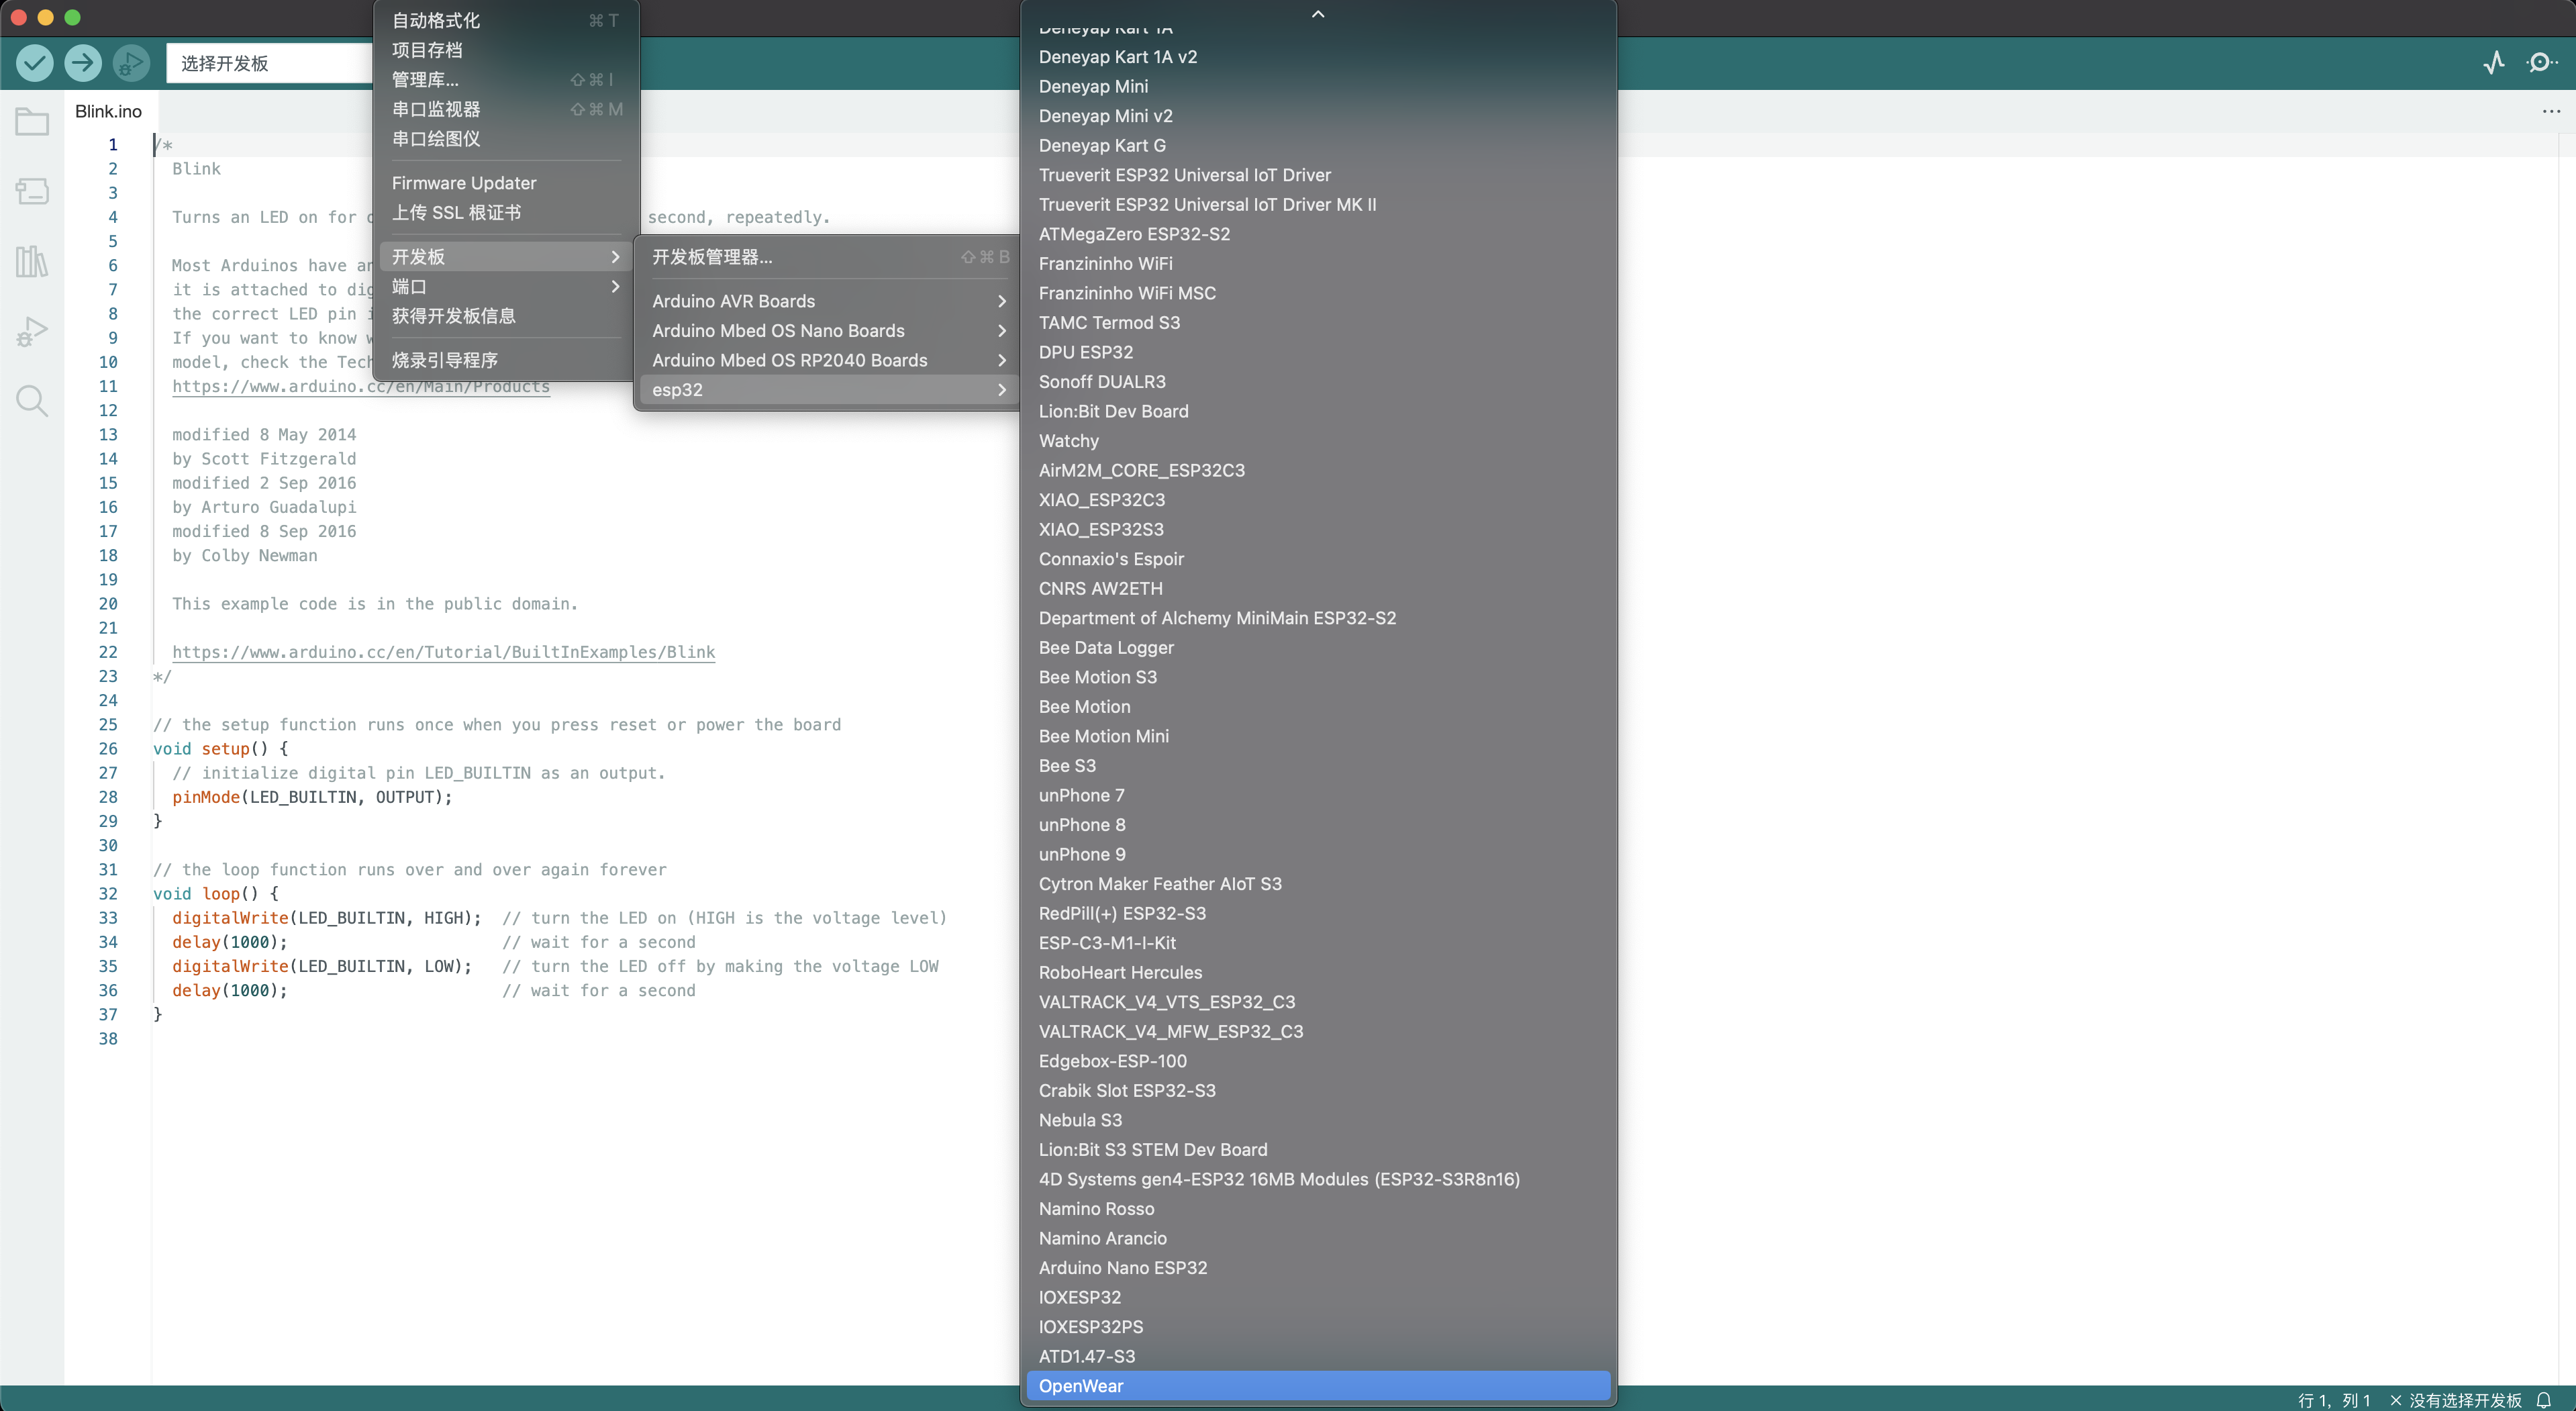 选择开发板
Blink.ino
1 /*
2 Blink
3
4 Turns an LED on for o
second, repeatedly.
5
6 Most Arduinos have an
7 it is attached to dig
8 the correct LED pin i
9 If you want to know w
10 model, check the Tech
11 https://www.arduino.cc/en/Main/Products
12
13 modified 8 May 2014
14 by Scott Fitzgerald
15 modified 2 Sep 2016
16 by Arturo Guadalupi
17 modified 8 Sep 2016
18 by Colby Newman
19
20 This example code is in the public domain.
21
22 https://www.arduino.cc/en/Tutorial/BuiltInExamples/Blink
23 */
24
25 // the setup function runs once when you press reset or power the board
26 void setup() {
27 // initialize digital pin LED_BUILTIN as an output.
28 pinMode(LED_BUILTIN, OUTPUT);
29 }
30
31 // the loop function runs over and over again forever
32 void loop() {
33 digitalWrite(LED_BUILTIN, HIGH);  // turn the LED on (HIGH is the voltage level)
34 delay(1000);                      // wait for a second
35 digitalWrite(LED_BUILTIN, LOW);   // turn the LED off by making the voltage LOW
36 delay(1000);                      // wait for a second
37 }
38
自动格式化 ⌘ T
项目存档
管理库... ⇧ ⌘ I
串口监视器 ⇧ ⌘ M
串口绘图仪
Firmware Updater
上传 SSL 根证书
开发板
端口
获得开发板信息
烧录引导程序
开发板管理器... ⇧ ⌘ B
Arduino AVR Boards
Arduino Mbed OS Nano Boards
Arduino Mbed OS RP2040 Boards
esp32
Deneyap Kart 1A
Deneyap Kart 1A v2
Deneyap Mini
Deneyap Mini v2
Deneyap Kart G
Trueverit ESP32 Universal IoT Driver
Trueverit ESP32 Universal IoT Driver MK II
ATMegaZero ESP32-S2
Franzininho WiFi
Franzininho WiFi MSC
TAMC Termod S3
DPU ESP32
Sonoff DUALR3
Lion:Bit Dev Board
Watchy
AirM2M_CORE_ESP32C3
XIAO_ESP32C3
XIAO_ESP32S3
Connaxio's Espoir
CNRS AW2ETH
Department of Alchemy MiniMain ESP32-S2
Bee Data Logger
Bee Motion S3
Bee Motion
Bee Motion Mini
Bee S3
unPhone 7
unPhone 8
unPhone 9
Cytron Maker Feather AIoT S3
RedPill(+) ESP32-S3
ESP-C3-M1-I-Kit
RoboHeart Hercules
VALTRACK_V4_VTS_ESP32_C3
VALTRACK_V4_MFW_ESP32_C3
Edgebox-ESP-100
Crabik Slot ESP32-S3
Nebula S3
Lion:Bit S3 STEM Dev Board
4D Systems gen4-ESP32 16MB Modules (ESP32-S3R8n16)
Namino Rosso
Namino Arancio
Arduino Nano ESP32
IOXESP32
IOXESP32PS
ATD1.47-S3
OpenWear
行 1，列 1 × 没有选择开发板